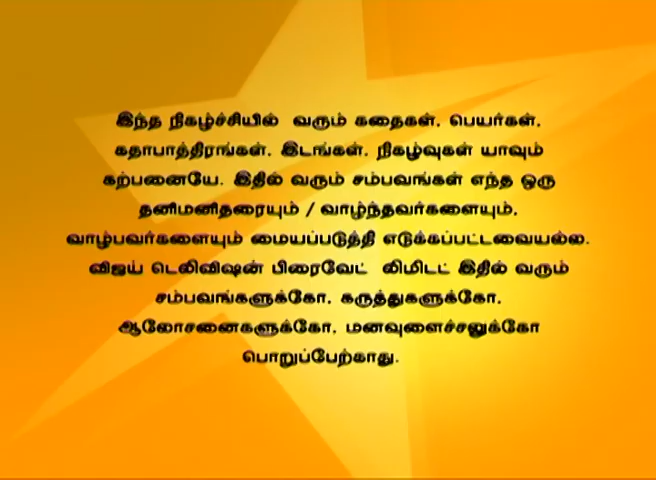 இந்த நிகழ்ச்சியில் வரும் கதைகள், பெயர்கள்,
கதாபாத்திரங்கள், இடங்கள், நிகழ்வுகள் யாவும்
கற்பனையே. இதில் வரும் சம்பவங்கள் எந்த ஒரு
தனிமனிதரையும் / வாழ்ந்தவர்களையும்,
வாழ்பவர்களையும் மையப்படுத்தி எடுக்கப்பட்டவையல்ல.
விஜய் டெலிவிஷன் பிரைவேட் லிமிடட் இதில் வரும்
சம்பவங்களுக்கோ, கருத்துகளுக்கோ,
ஆலோசனைகளுக்கோ, மனவுளைச்சலுக்கோ
பொறுப்பேற்காது.